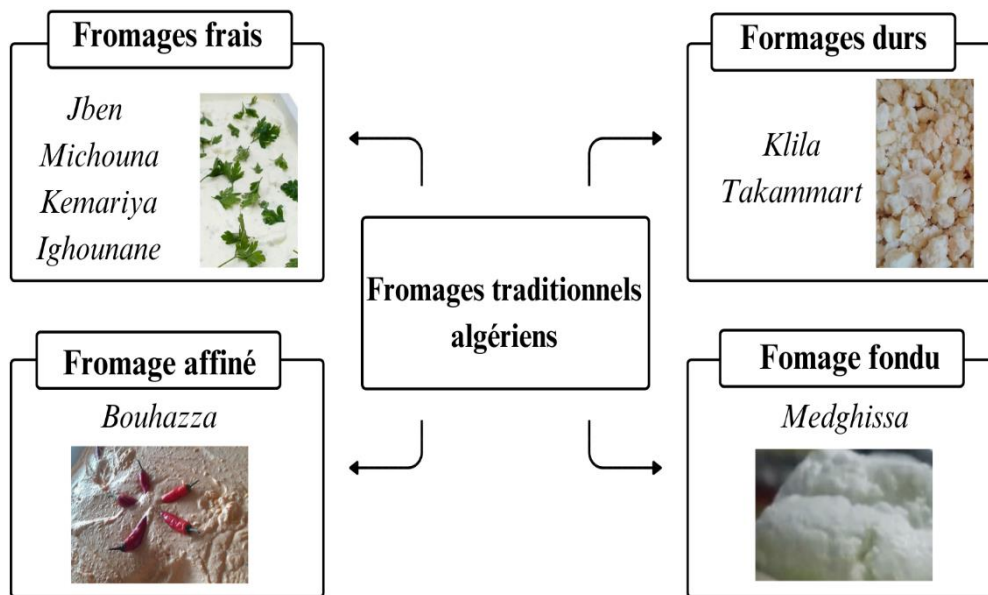 Fromages frais
Jben
Michouna
Kemariya
Ighounane
Formages durs
Klila
Takammart
Fromages traditionnels
algériens
Fromage affiné
Bouhazza
Fomage fondu
Medghissa